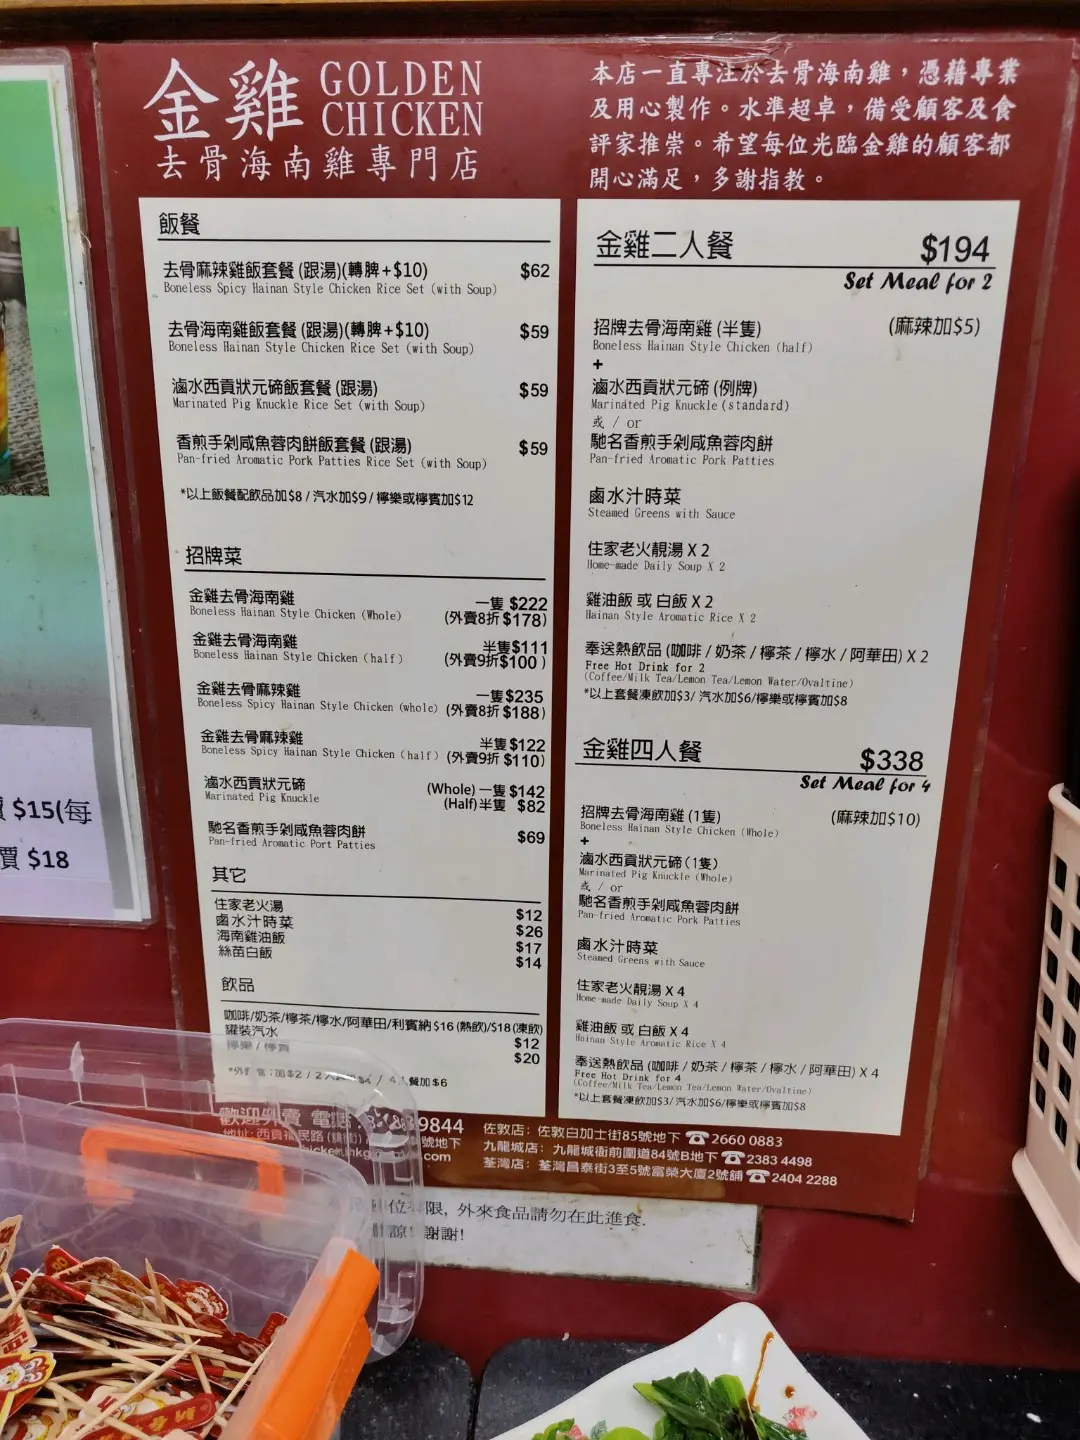 金雞 GOLDEN CHICKEN
去骨海南雞專門店
本店一直專注於去骨海南雞，憑藉專業
及用心製作。水準超卓，備受顧客及食
評家推崇。希望每位光臨金雞的顧客都
開心滿足，多謝指教。
飯餐
去骨麻辣雞飯套餐 (跟湯)(轉脾+$10) $62
Boneless Spicy Hainan Style Chicken Rice Set (with Soup)
去骨海南雞飯套餐 (跟湯)(轉脾+$10) $59
Boneless Hainan Style Chicken Rice Set (with Soup)
滷水西貢狀元碲飯套餐 (跟湯) $59
Marinated Pig Knuckle Rice Set (with Soup)
香煎手剁咸魚蓉肉餅飯套餐 (跟湯) $59
Pan-fried Aromatic Pork Patties Rice Set (with Soup)
*以上飯餐配飲品加$8 / 汽水加$9 / 檸樂或檸賓加$12
招牌菜
金雞去骨海南雞 一隻 $222
Boneless Hainan Style Chicken (Whole) (外賣8折 $178)
金雞去骨海南雞 半隻 $111
Boneless Hainan Style Chicken (half) (外賣9折 $100 )
金雞去骨麻辣雞 一隻 $235
Boneless Spicy Hainan Style Chicken (whole) (外賣8折 $188)
金雞去骨麻辣雞 半隻 $122
Boneless Spicy Hainan Style Chicken (half) (外賣9折 $110)
滷水西貢狀元碲 (Whole) 一隻 $142
Marinated Pig Knuckle (Half) 半隻 $82
馳名香煎手剁咸魚蓉肉餅 $69
Pan-fried Aromatic Port Patties
其它
住家老火湯 $12
鹵水汁時菜 $26
海南雞油飯 $17
絲苗白飯 $14
飲品
咖啡/奶茶/檸茶/檸水/阿華田/利賓納 $16 (熱飲)/$18 (凍飲)
罐裝汽水 $12
檸樂 / 檸賓 $20
加$2 / 2人 / 4人餐加 $6
歡迎外賣 電話 9844
地址: 西貢福民路 號地下
.com
金雞二人餐 $194
Set Meal for 2
招牌去骨海南雞 (半隻) (麻辣加$5)
Boneless Hainan Style Chicken (half)
+
滷水西貢狀元碲 (例牌)
Marinated Pig Knuckle (standard)
或 / or
馳名香煎手剁咸魚蓉肉餅
Pan-fried Aromatic Pork Patties
鹵水汁時菜
Steamed Greens with Sauce
住家老火靚湯 X 2
Home-made Daily Soup X 2
雞油飯 或 白飯 X 2
Hainan Style Aromatic Rice X 2
奉送熱飲品 (咖啡 / 奶茶 / 檸茶 / 檸水 / 阿華田) X 2
Free Hot Drink for 2
(Coffee/Milk Tea/Lemon Tea/Lemon Water/Ovaltine)
*以上套餐凍飲加$3/ 汽水加$6/檸樂或檸賓加$8
金雞四人餐 $338
Set Meal for 4
招牌去骨海南雞 (1隻) (麻辣加$10)
Boneless Hainan Style Chicken (Whole)
+
滷水西貢狀元碲 (1隻)
Marinated Pig Knuckle (Whole)
或 / or
馳名香煎手剁咸魚蓉肉餅
Pan-fried Aromatic Pork Patties
鹵水汁時菜
Steamed Greens with Sauce
住家老火靚湯 X 4
Home-made Daily Soup X 4
雞油飯 或 白飯 X 4
Hainan Style Aromatic Rice X 4
奉送熱飲品 (咖啡 / 奶茶 / 檸茶 / 檸水 / 阿華田) X 4
Free Hot Drink for 4
(Coffee/Milk Tea/Lemon Tea/Lemon Water/Ovaltine)
*以上套餐凍飲加$3/ 汽水加$6/檸樂或檸賓加$8
佐敦店: 佐敦白加士街85號地下 ☎ 2660 0883
九龍城店: 九龍城衙前圍道84號B地下 ☎ 2383 4498
荃灣店: 荃灣昌泰街3至5號富榮大廈2號舖 ☎ 2404 2288
位有限, 外來食品請勿在此進食.
謝謝!
$15(每
價 $18